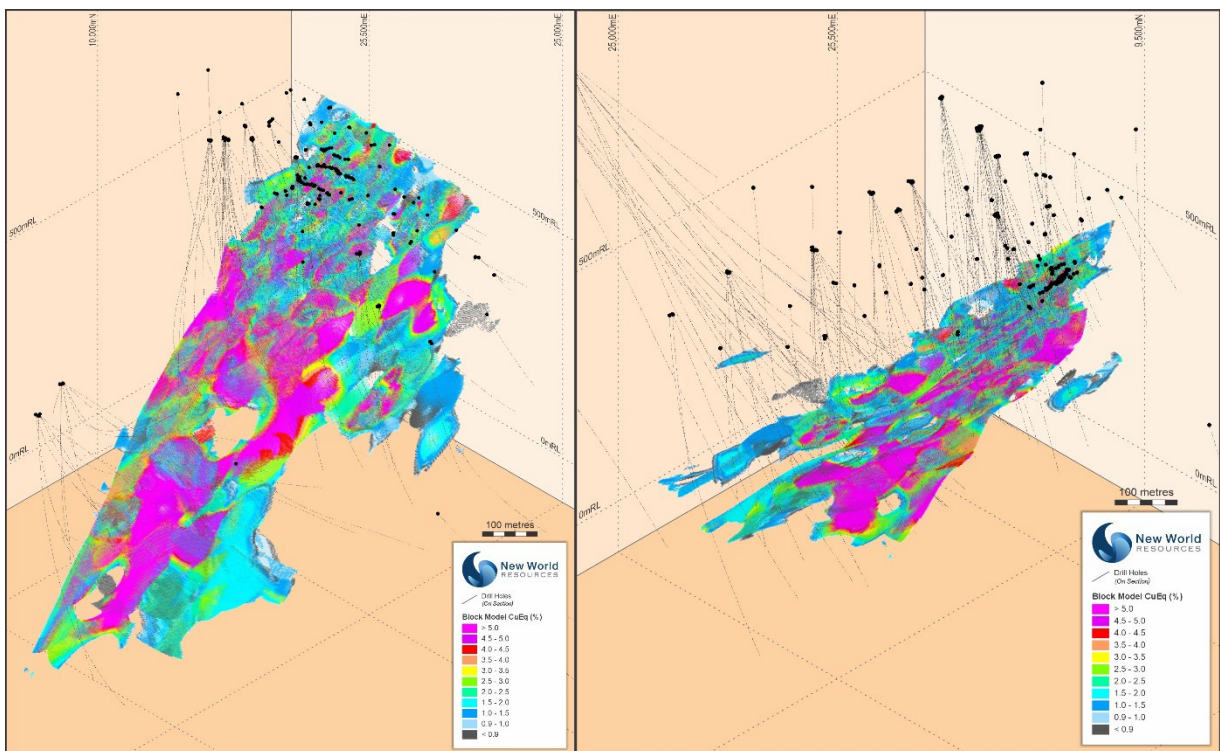 10,000mN
25,500mE
25,000mE
500mRL
500mRL
0mRL
0mRL
100 metres
New World
RESOURCES
Drill Holes
(On Section)
Block Model CuEq (%)
> 5.0
4.5 - 5.0
4.0 - 4.5
3.5 - 4.0
3.0 - 3.5
2.5 - 3.0
2.0 - 2.5
1.5 - 2.0
1.0 - 1.5
0.9 - 1.0
< 0.9
25,000mE
25,500mE
9,500mN
500mRL
500mRL
0mRL
0mRL
100 metres
New World
RESOURCES
Drill Holes
(On Section)
Block Model CuEq (%)
> 5.0
4.5 - 5.0
4.0 - 4.5
3.5 - 4.0
3.0 - 3.5
2.5 - 3.0
2.0 - 2.5
1.5 - 2.0
1.0 - 1.5
0.9 - 1.0
< 0.9